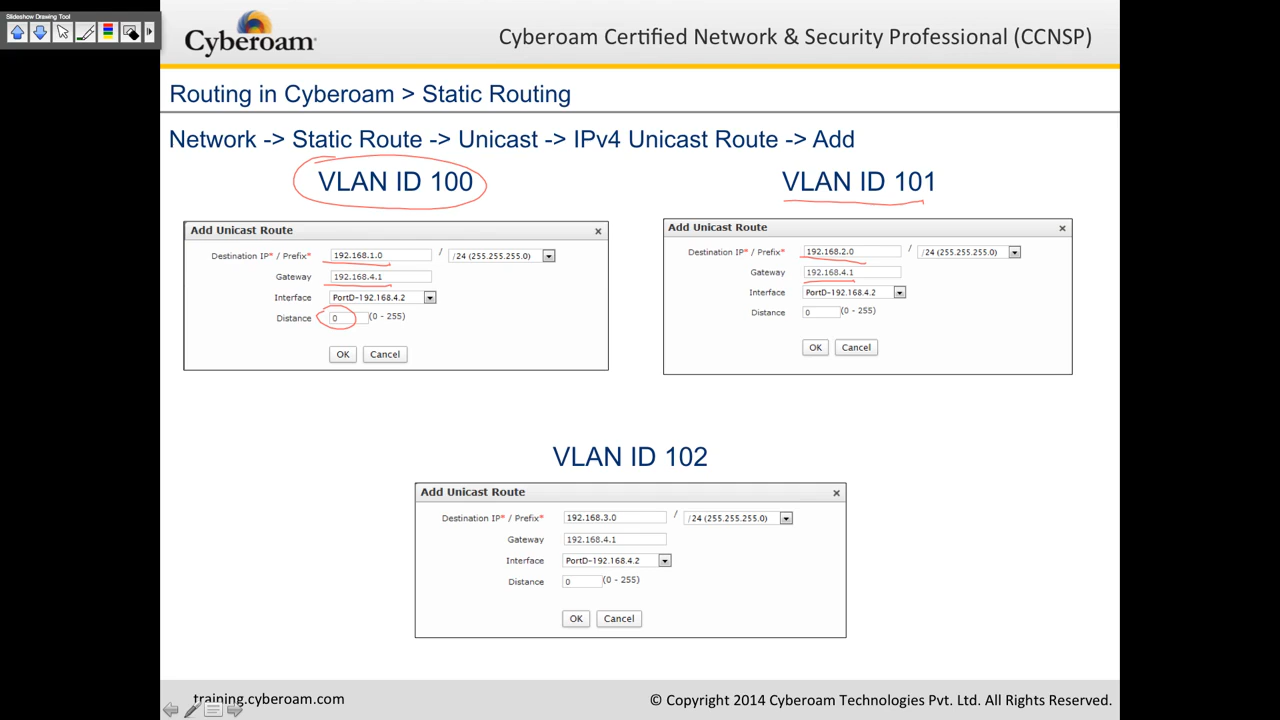 Slideshow Drawing Tool
Cyberoam
Cyberoam Certified Network & Security Professional (CCNSP)
Routing in Cyberoam > Static Routing
Network -> Static Route -> Unicast -> IPv4 Unicast Route -> Add
VLAN ID 100
Add Unicast Route ×
Destination IP* / Prefix* 192.168.1.0 / /24 (255.255.255.0)
Gateway 192.168.4.1
Interface PortD-192.168.4.2
Distance 0 (0 - 255)
OK Cancel
VLAN ID 101
Add Unicast Route ×
Destination IP* / Prefix* 192.168.2.0 / /24 (255.255.255.0)
Gateway 192.168.4.1
Interface PortD-192.168.4.2
Distance 0 (0 - 255)
OK Cancel
VLAN ID 102
Add Unicast Route ×
Destination IP* / Prefix* 192.168.3.0 / /24 (255.255.255.0)
Gateway 192.168.4.1
Interface PortD-192.168.4.2
Distance 0 (0 - 255)
OK Cancel
training.cyberoam.com
© Copyright 2014 Cyberoam Technologies Pvt. Ltd. All Rights Reserved.